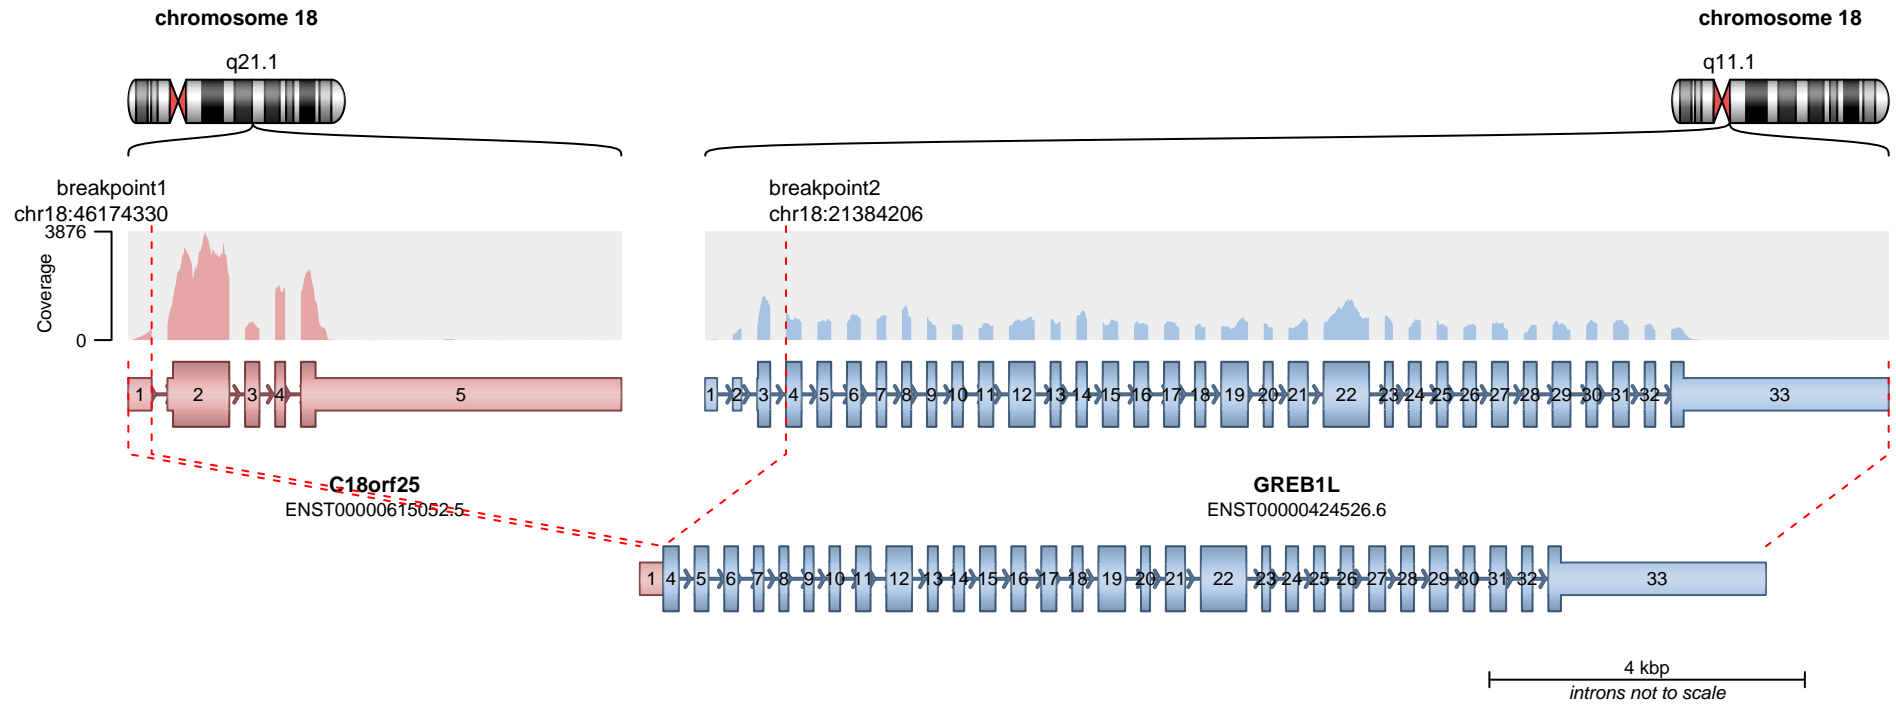 chromosome 18
chromosome 18
q21.1
q11.1
breakpoint1
chr18:46174330
breakpoint2
chr18:21384206
3876
Coverage
0
1 2 3 4 5
1 2 3 4 5 6 7 8 9 10 11 12 13 14 15 16 17 18 19 20 21 22 23 24 25 26 27 28 29 30 31 32 33
C18orf25
ENST00000615052.5
GREB1L
ENST00000424526.6
1 4 5 6 7 8 9 10 11 12 13 14 15 16 17 18 19 20 21 22 23 24 25 26 27 28 29 30 31 32 33
4 kbp
introns not to scale